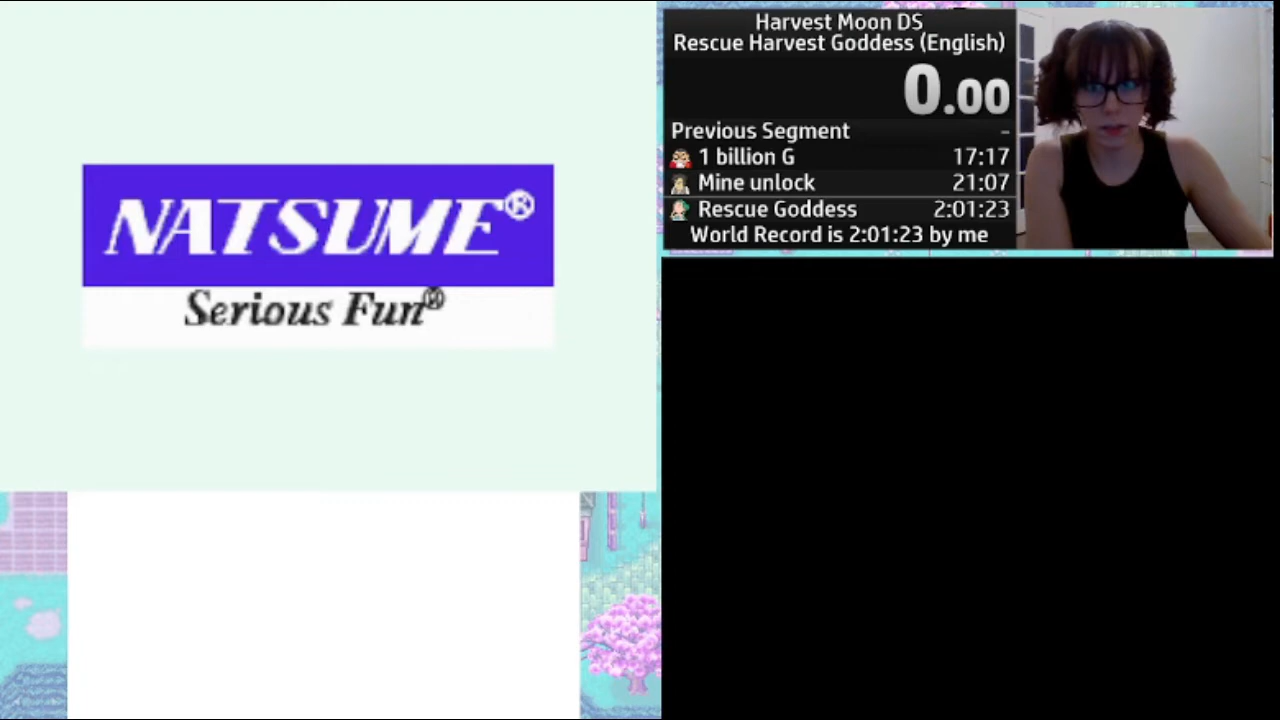 NATSUME®
Serious Fun®
Harvest Moon DS
Rescue Harvest Goddess (English)
0.00
Previous Segment –
1 billion G 17:17
Mine unlock 21:07
Rescue Goddess 2:01:23
World Record is 2:01:23 by me